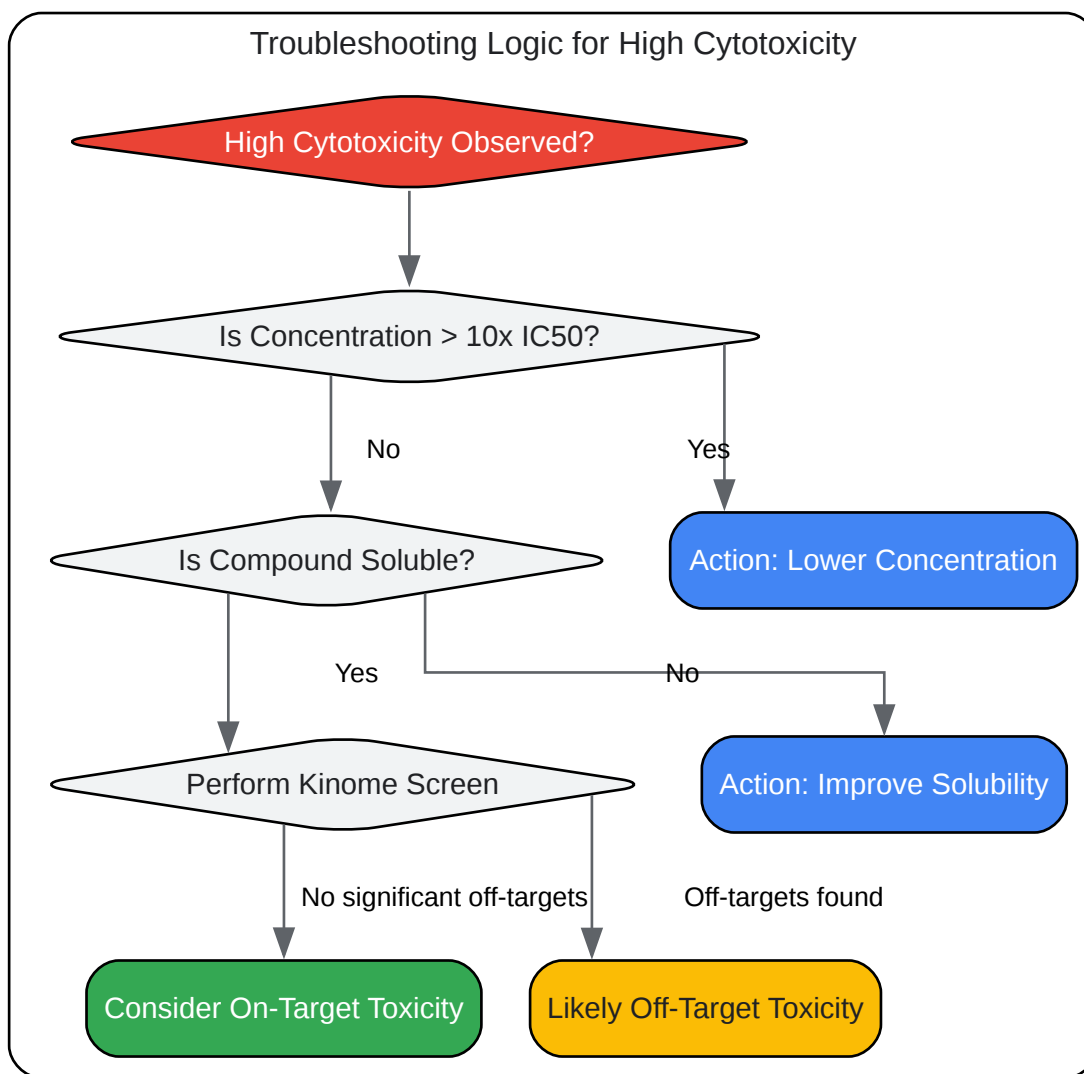 Troubleshooting Logic for High Cytotoxicity
High Cytotoxicity Observed?
Is Concentration > 10x IC50?
No
Yes
Is Compound Soluble?
Action: Lower Concentration
Yes
No
Perform Kinome Screen
Action: Improve Solubility
No significant off-targets
Off-targets found
Consider On-Target Toxicity
Likely Off-Target Toxicity